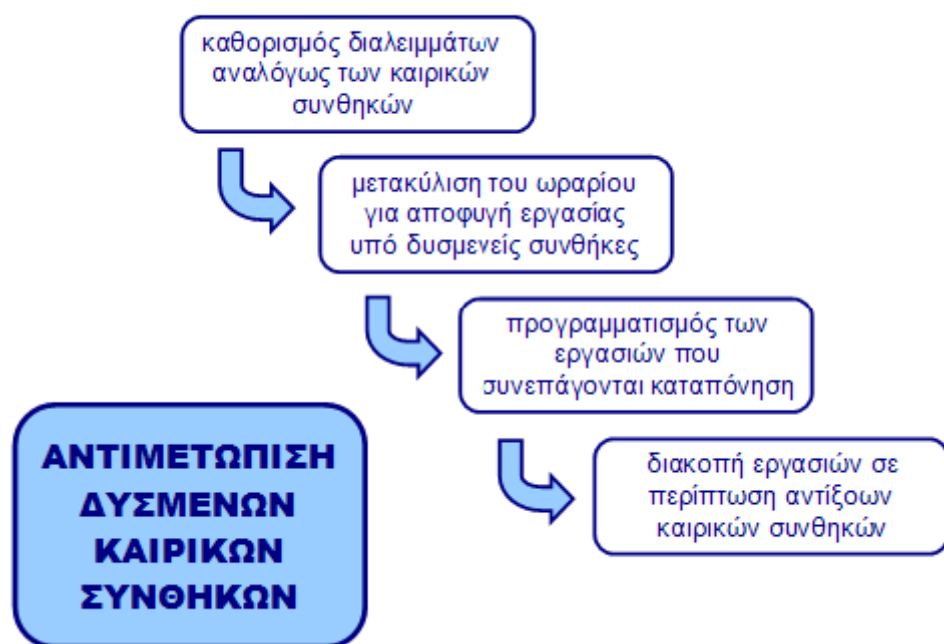 καθορισμός διαλειμμάτων
αναλόγως των καιρικών
συνθηκών
μετακύλιση του ωραρίου
για αποφυγή εργασίας
υπό δυσμενείς συνθήκες
προγραμματισμός των
εργασιών που
συνεπάγονται καταπόνηση
διακοπή εργασιών σε
περίπτωση αντίξοων
καιρικών συνθηκών
ΑΝΤΙΜΕΤΩΠΙΣΗ
ΔΥΣΜΕΝΩΝ
ΚΑΙΡΙΚΩΝ
ΣΥΝΘΗΚΩΝ